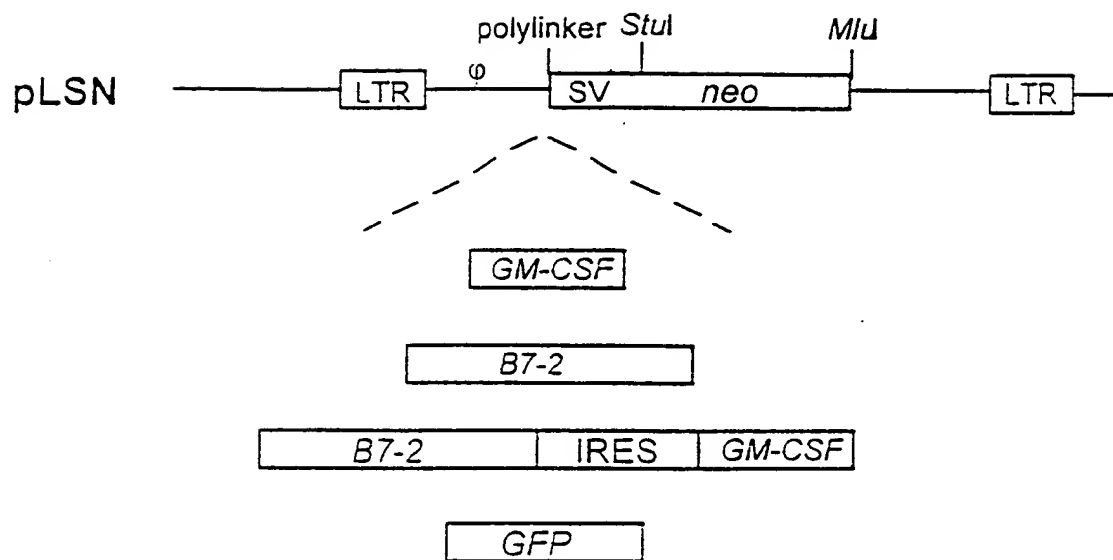 polylinker StuI MluI
φ
pLSN LTR SV neo LTR
GM-CSF
B7-2
B7-2 IRES GM-CSF
GFP